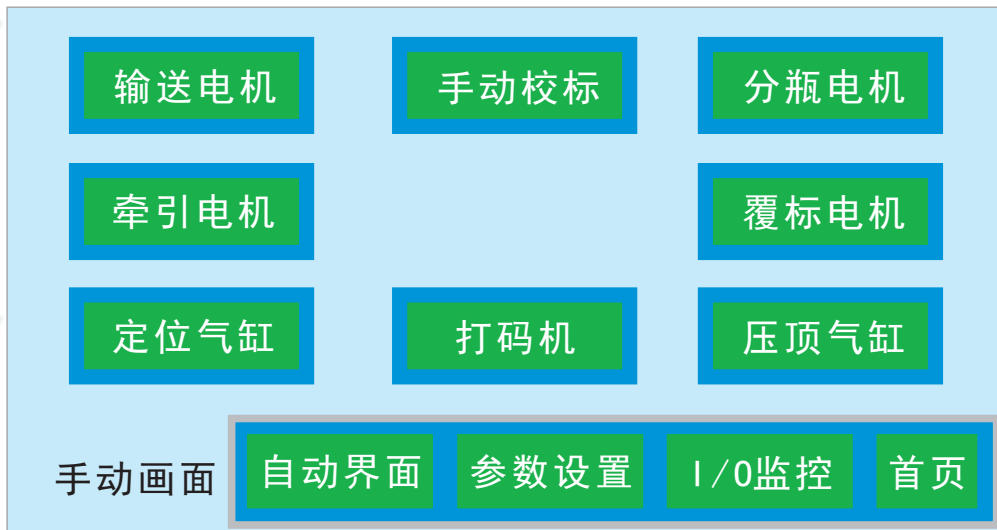 输送电机 手动校标 分瓶电机
牵引电机 覆标电机
定位气缸 打码机 压顶气缸
手动画面 自动界面 参数设置 I/O监控 首页